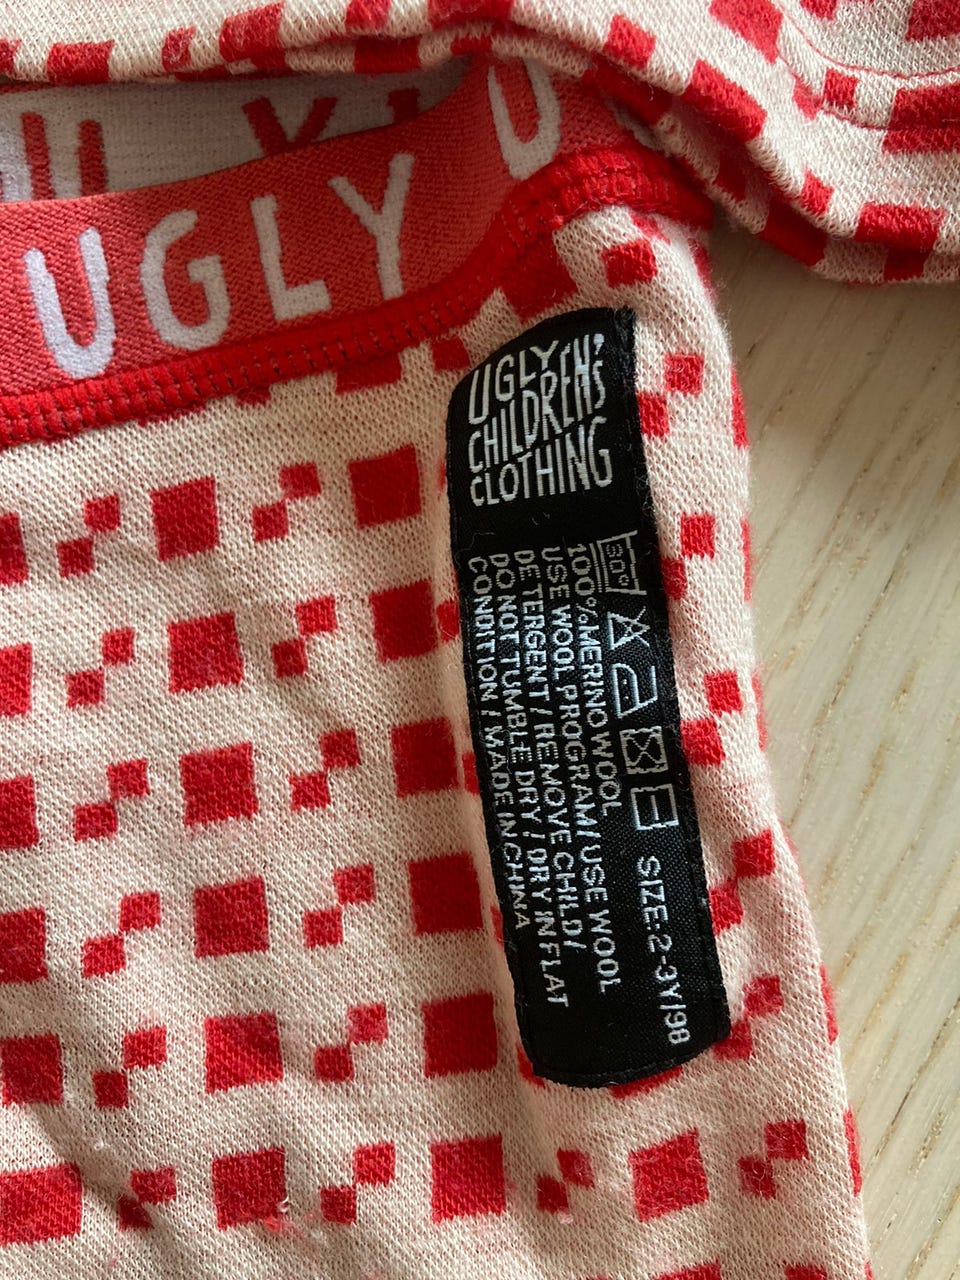 UGLY U
UGLY
CHILDREN'S
CLOTHING
30°
SIZE:2-3Y/98
100%MERINO WOOL
USE WOOL PROGRAM/ USE WOOL
DETERGENT / REMOVE CHILD/
DO NOT TUMBLE DRY / DRY IN FLAT
CONDITION / MADE IN CHINA